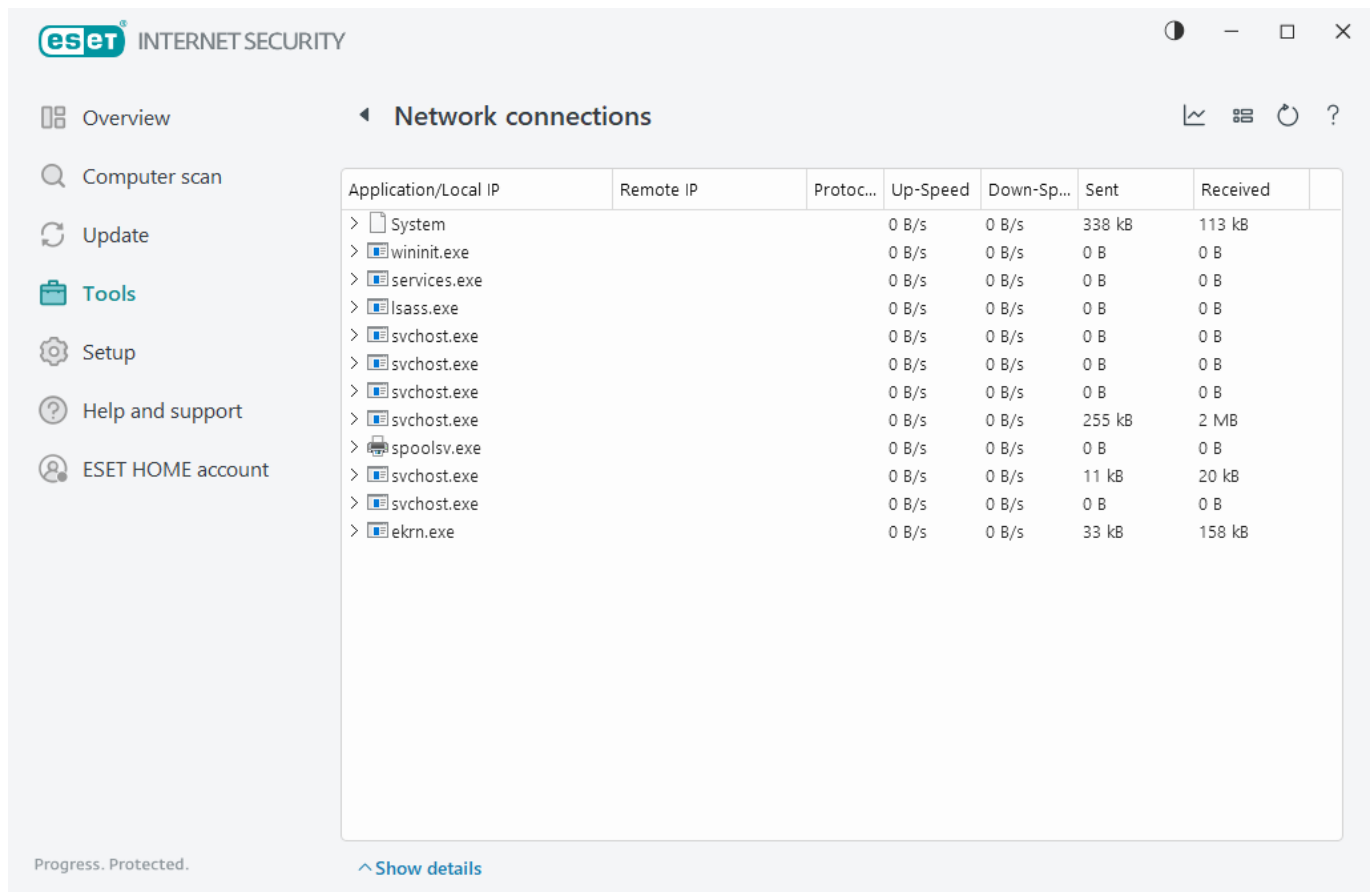 eset® INTERNET SECURITY
Overview
Computer scan
Update
Tools
Setup
Help and support
ESET HOME account
Progress. Protected.
Network connections
?
Application/Local IP Remote IP Protoc... Up-Speed Down-Sp... Sent Received
System 0 B/s 0 B/s 338 kB 113 kB
wininit.exe 0 B/s 0 B/s 0 B 0 B
services.exe 0 B/s 0 B/s 0 B 0 B
lsass.exe 0 B/s 0 B/s 0 B 0 B
svchost.exe 0 B/s 0 B/s 0 B 0 B
svchost.exe 0 B/s 0 B/s 0 B 0 B
svchost.exe 0 B/s 0 B/s 0 B 0 B
svchost.exe 0 B/s 0 B/s 255 kB 2 MB
spoolsv.exe 0 B/s 0 B/s 0 B 0 B
svchost.exe 0 B/s 0 B/s 11 kB 20 kB
svchost.exe 0 B/s 0 B/s 0 B 0 B
ekrn.exe 0 B/s 0 B/s 33 kB 158 kB
Show details